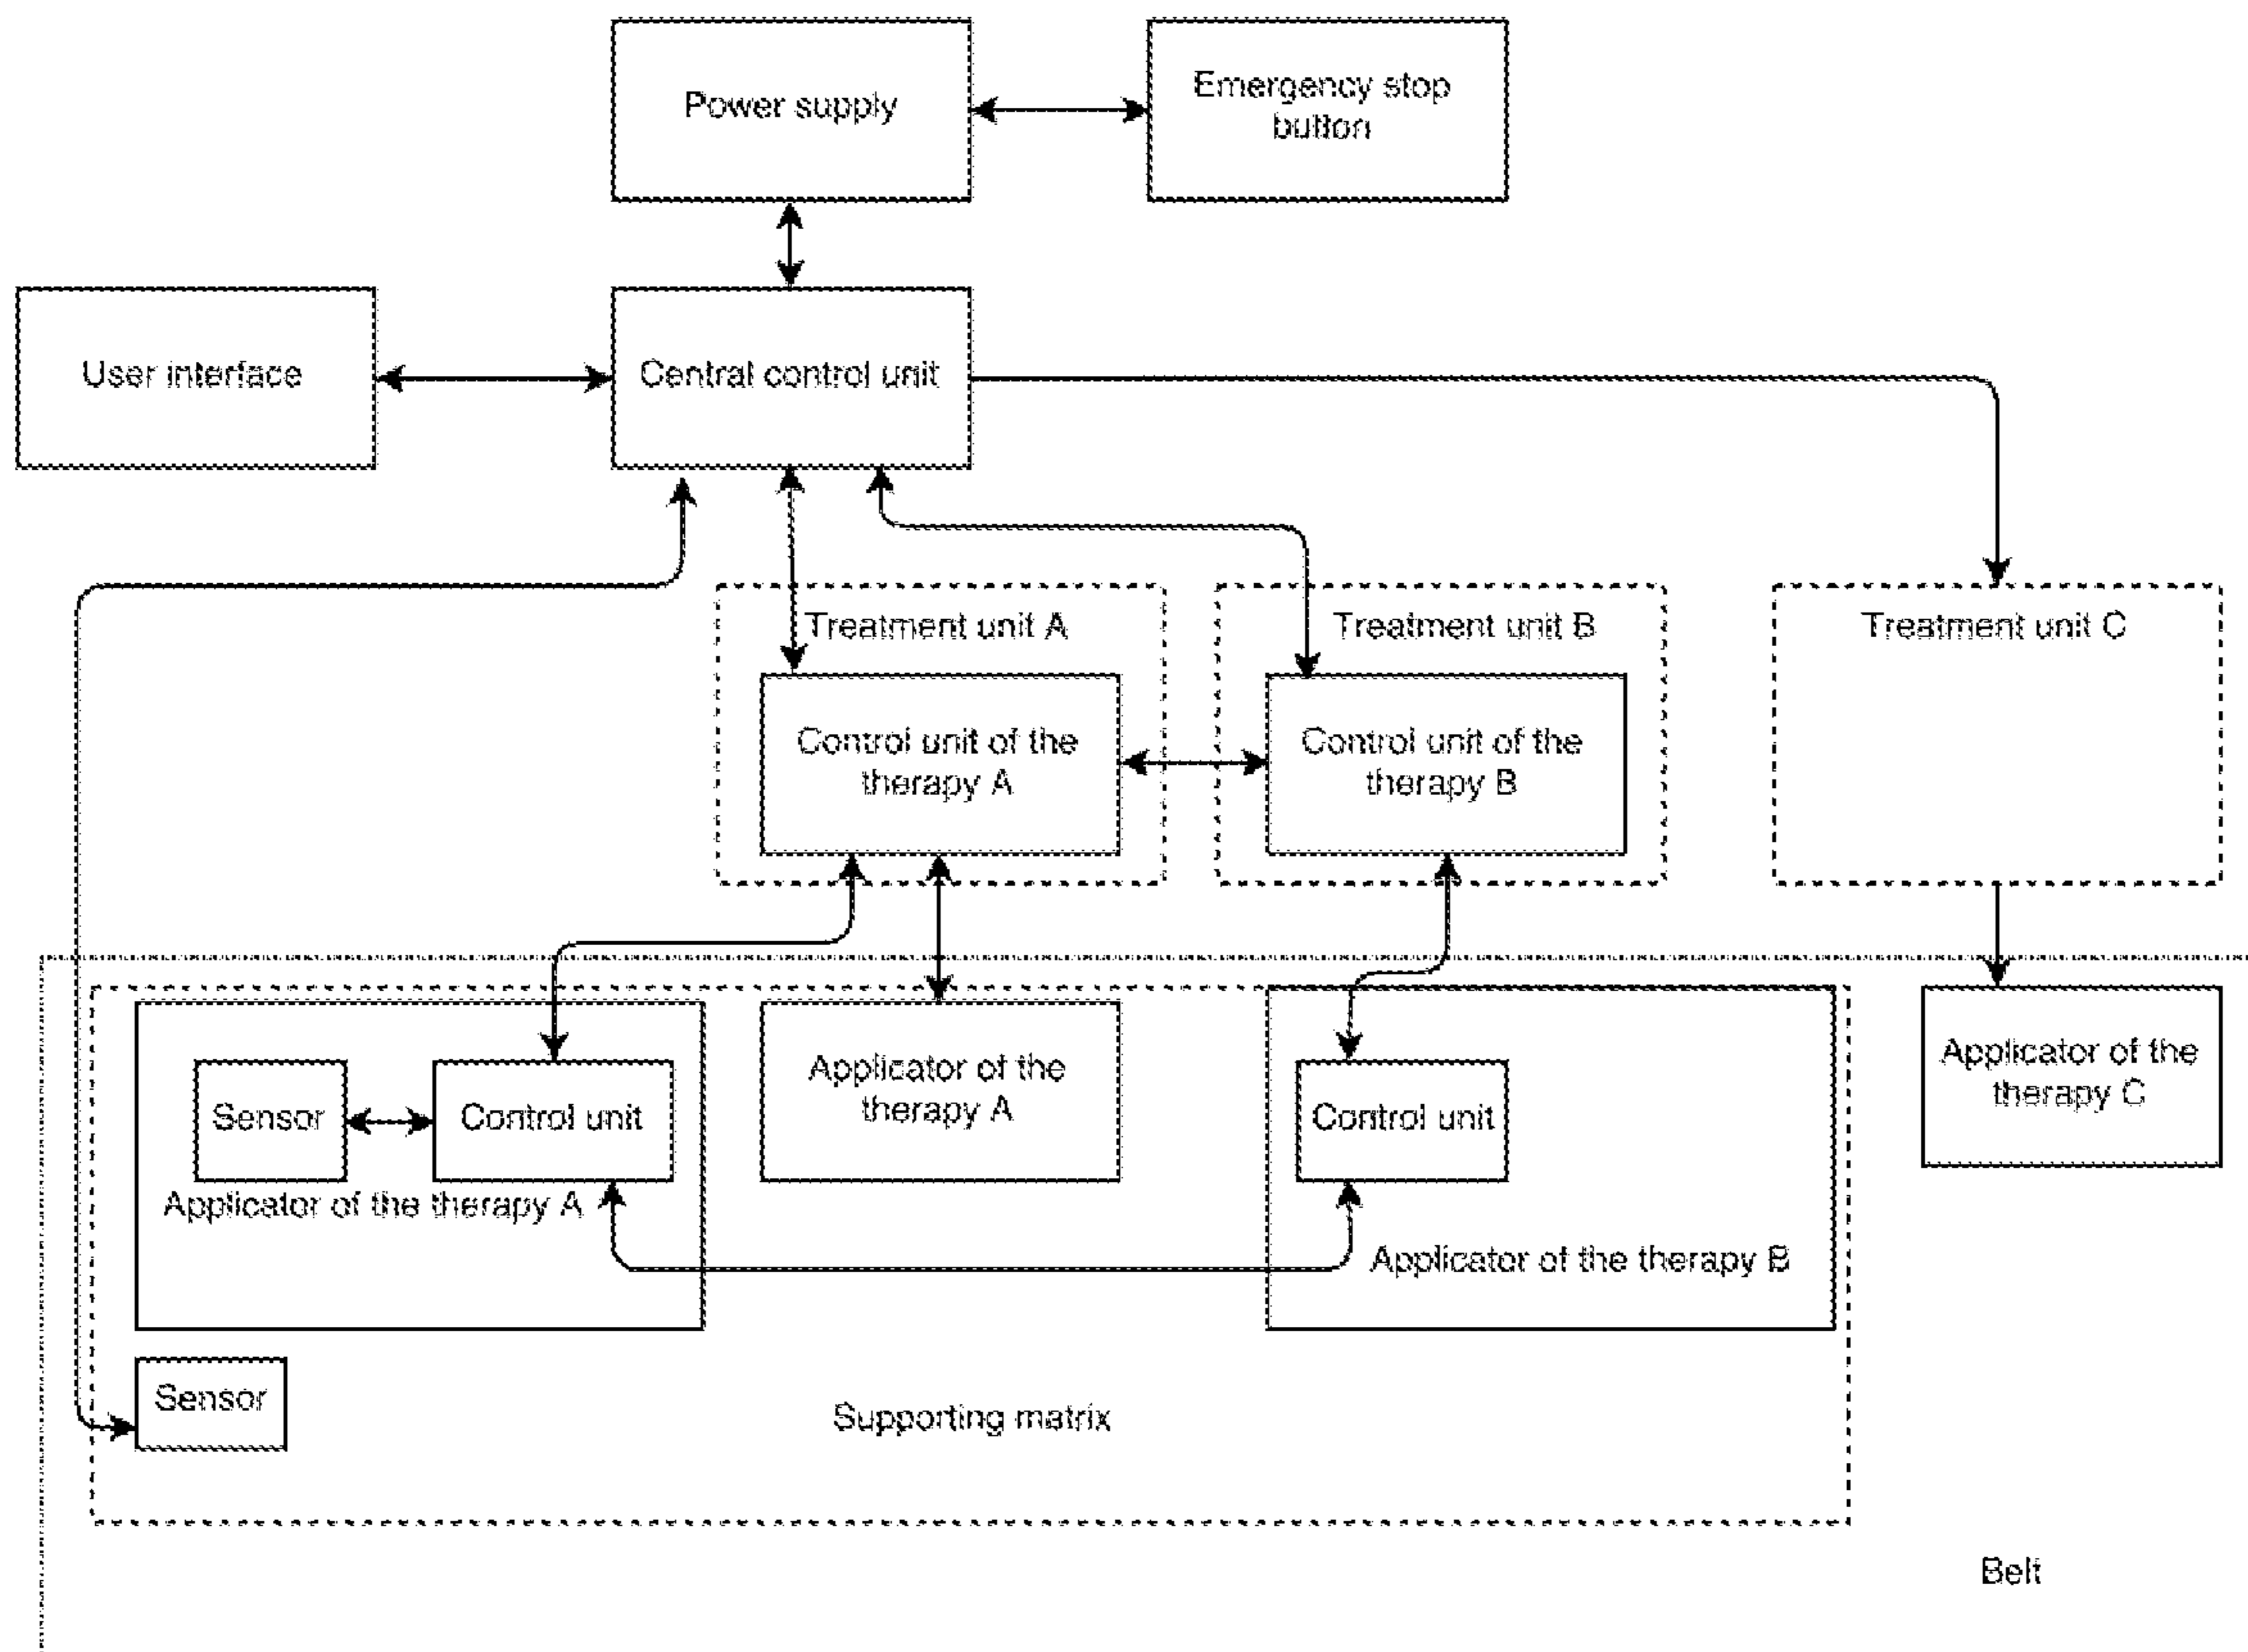 Power supply
Emergency stop
button
User interface
Central control unit
Treatment unit A
Treatment unit B
Treatment unit C
Control unit of the
therapy A
Control unit of the
therapy B
Sensor
Control unit
Applicator of the therapy A
Applicator of the
therapy A
Control unit
Applicator of the therapy B
Applicator of the
therapy C
Sensor
Supporting matrix
Belt